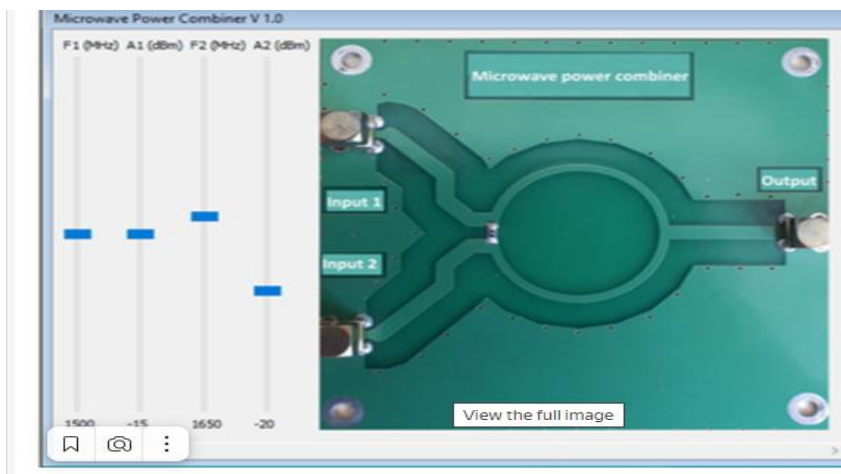 Microwave Power Combiner V 1.0
F1 (MHz) A1 (dBm) F2 (MHz) A2 (dBm)
Microwave power combiner
Output
Input 1
Input 2
View the full image
1500 -15 1650 -20